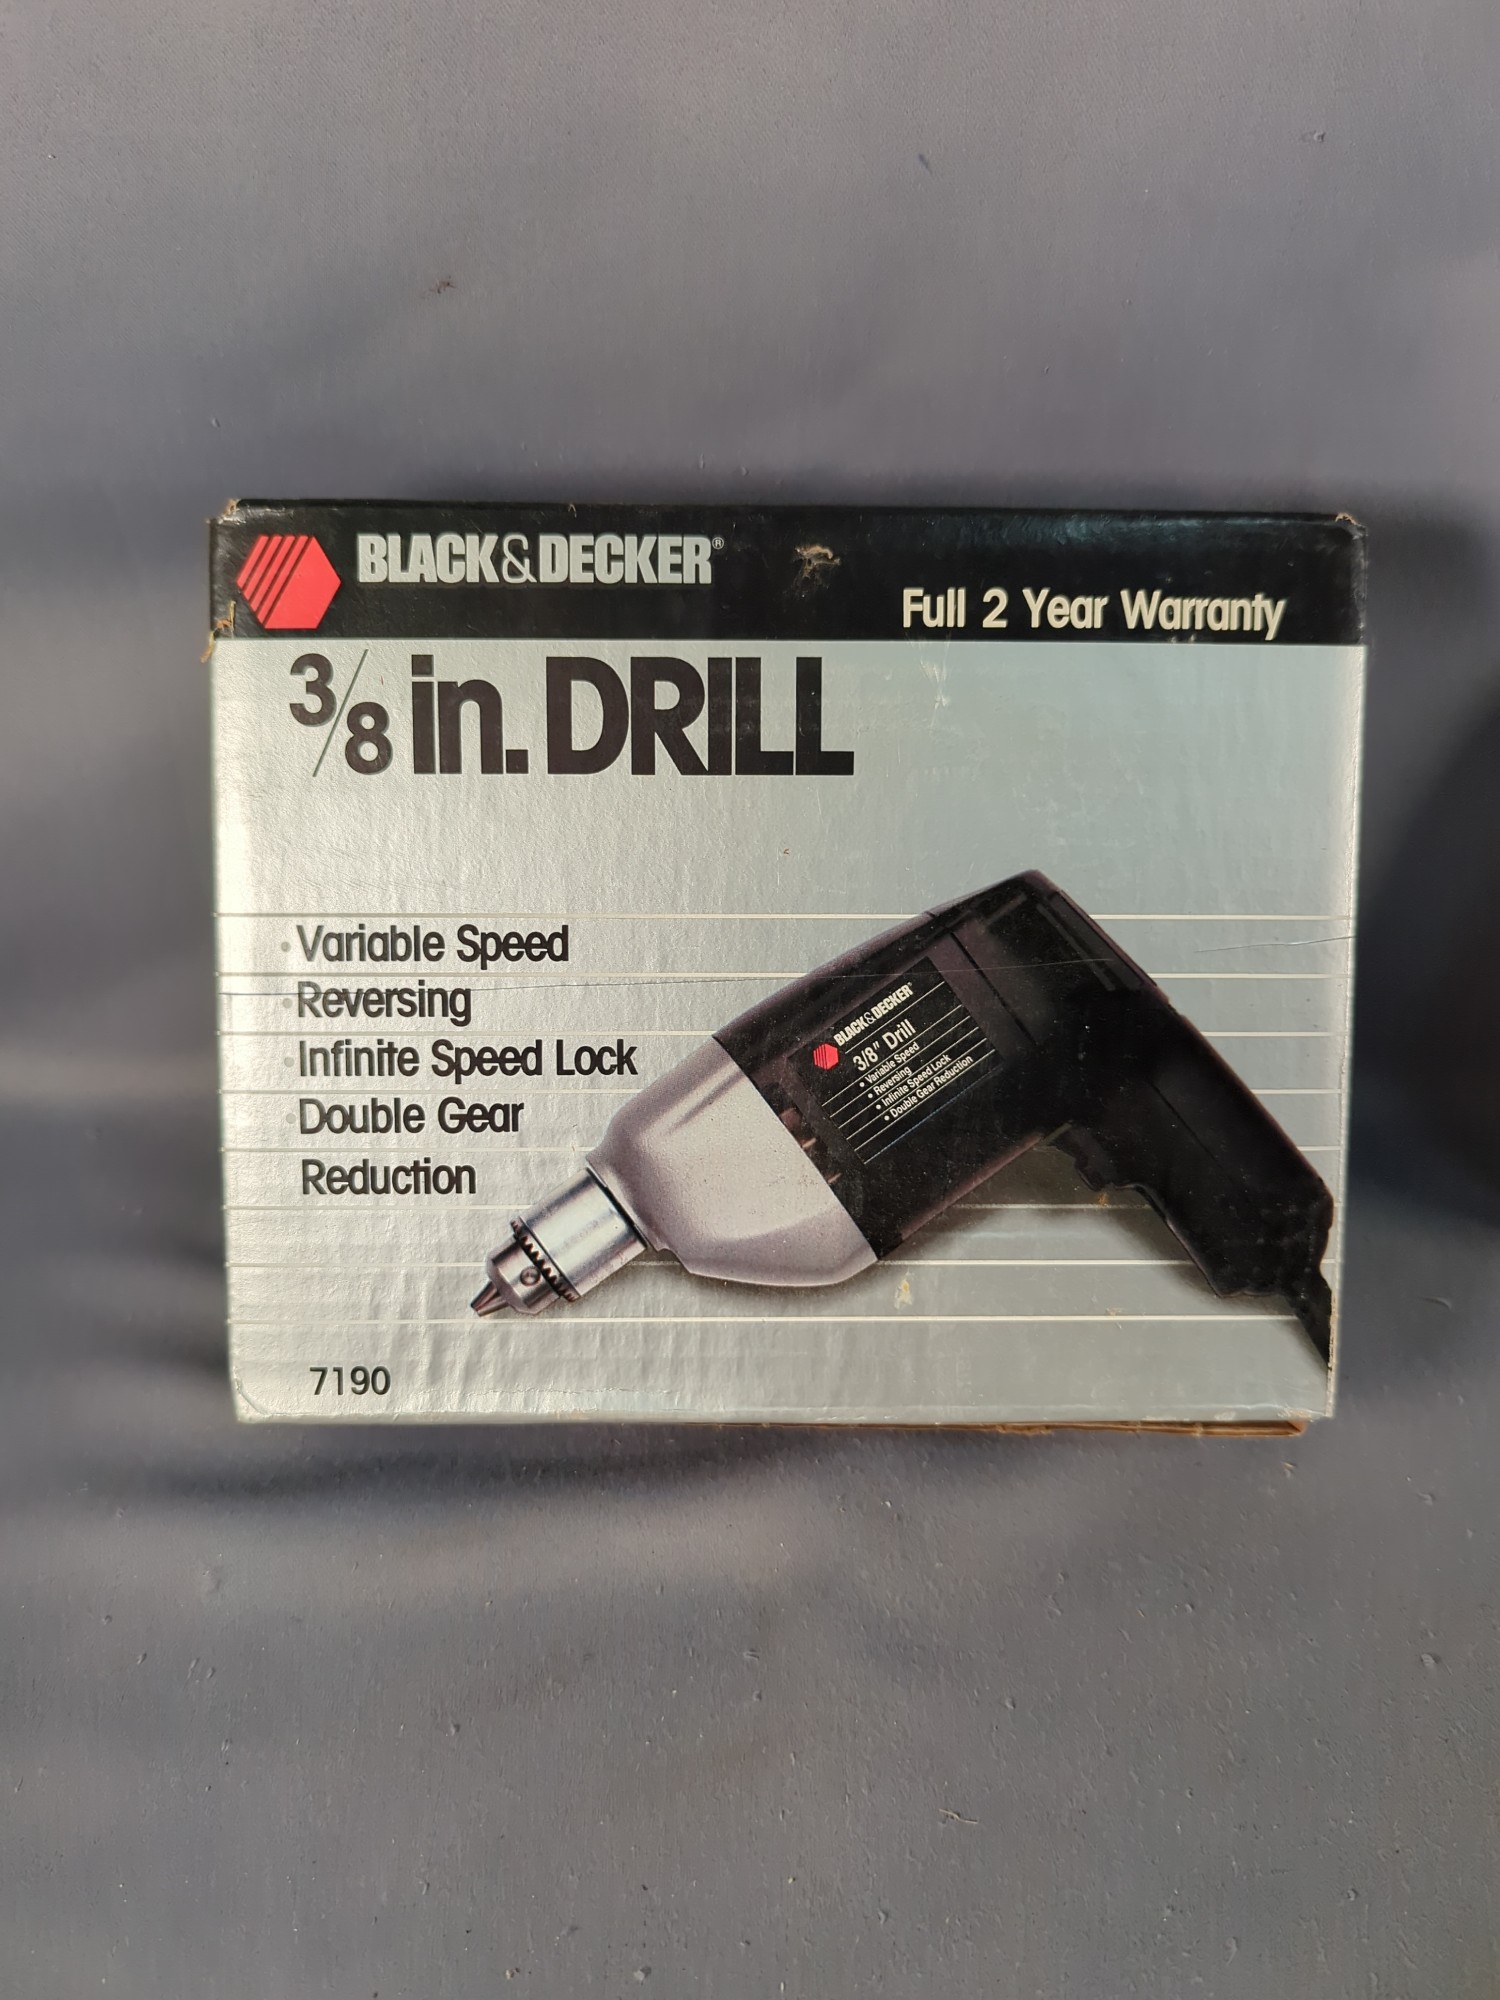 BLACK&DECKER®
Full 2 Year Warranty
3/8 in. DRILL
· Variable Speed
· Reversing
· Infinite Speed Lock
· Double Gear
Reduction
BLACK&DECKER®
3/8" Drill
• Variable Speed
• Reversing
• Infinite Speed Lock
• Double Gear Reduction
7190